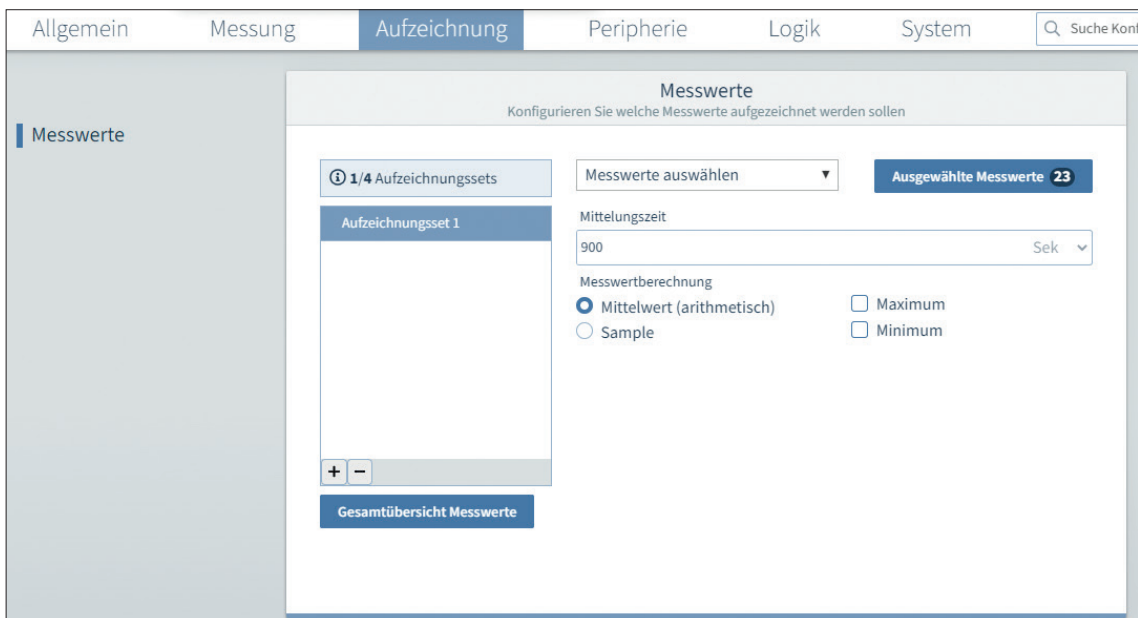 Allgemein Messung Aufzeichnung Peripherie Logik System Suche Konf
Messwerte
Messwerte
Konfigurieren Sie welche Messwerte aufgezeichnet werden sollen
1/4 Aufzeichnungssets
Aufzeichnungsset 1
+ −
Gesamtübersicht Messwerte
Messwerte auswählen
Ausgewählte Messwerte 23
Mittelungszeit
900 Sek
Messwertberechnung
Mittelwert (arithmetisch) Maximum
Sample Minimum